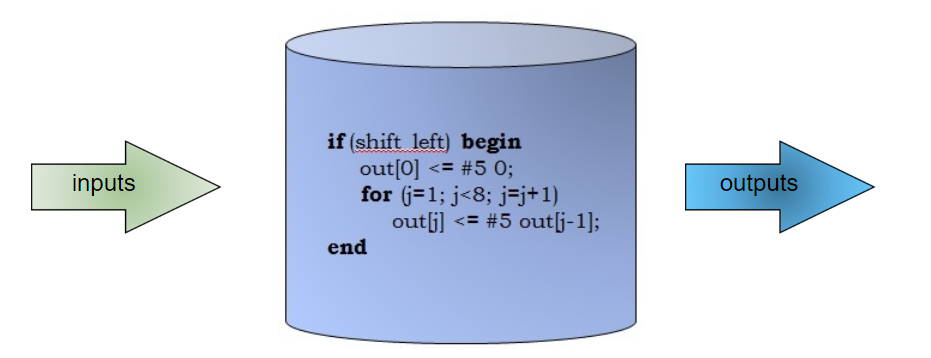 inputs
if (shift_left) begin
out[0] <= #5 0;
for (j=1; j<8; j=j+1)
out[j] <= #5 out[j-1];
end
outputs